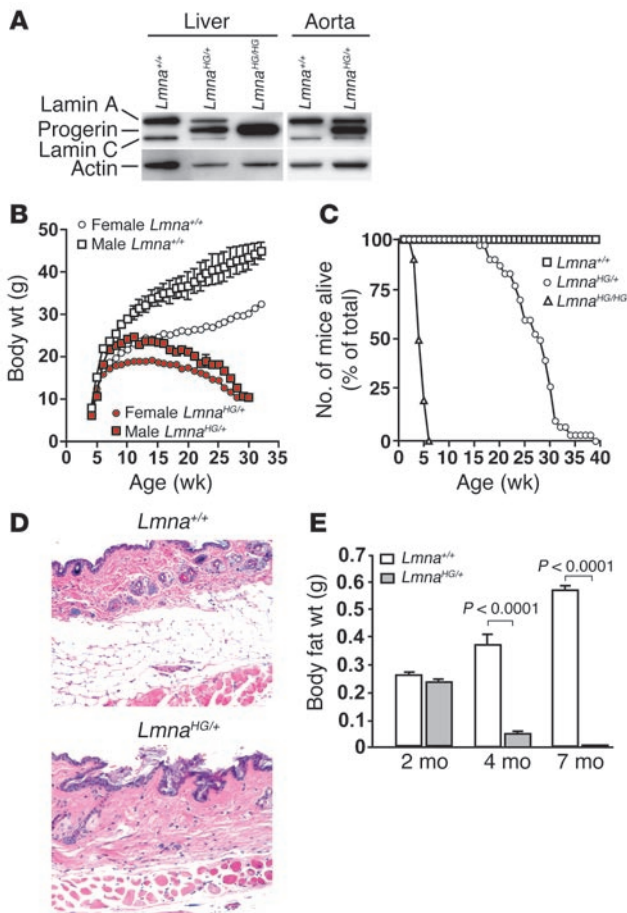 A
Liver Aorta
Lmna+/+ LmnaHG/+ LmnaHG/HG Lmna+/+ LmnaHG/+
Lamin A
Progerin
Lamin C
Actin
B
Female Lmna+/+
Male Lmna+/+
50
40
30
20
10
0
Body wt (g)
Female LmnaHG/+
Male LmnaHG/+
0 5 10 15 20 25 30 35
Age (wk)
C
100
75
50
25
0
No. of mice alive
(% of total)
Lmna+/+
LmnaHG/+
LmnaHG/HG
0 5 10 15 20 25 30 40
Age (wk)
D
Lmna+/+
LmnaHG/+
E
Lmna+/+
LmnaHG/+
0.7
0.6
0.5
0.4
0.3
0.2
0.1
0
Body fat wt (g)
P < 0.0001
P < 0.0001
2 mo 4 mo 7 mo